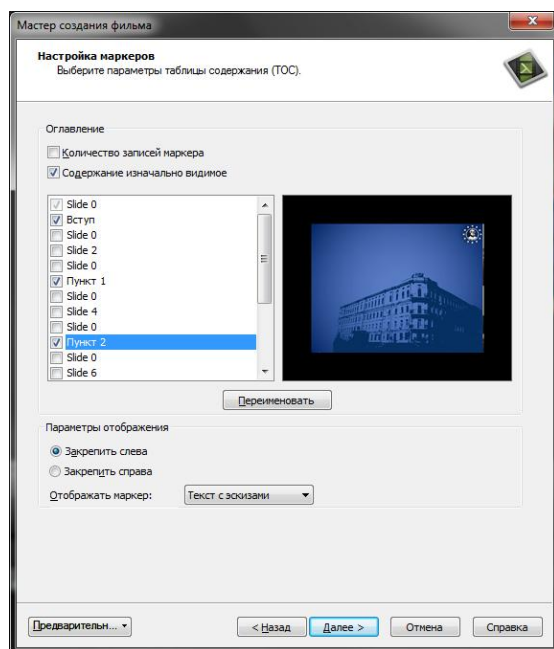 Мастер создания фильма
Настройка маркеров
Выберите параметры таблицы содержания (TOC).
Оглавление
Количество записей маркера
Содержание изначально видимое
Slide 0
Вступ
Slide 0
Slide 2
Slide 0
Пункт 1
Slide 0
Slide 4
Slide 0
Пункт 2
Slide 0
Slide 6
Переименовать
Параметры отображения
Закрепить слева
Закрепить справа
Отображать маркер: Текст с эскизами
Предварительн... < Назад Далее > Отмена Справка